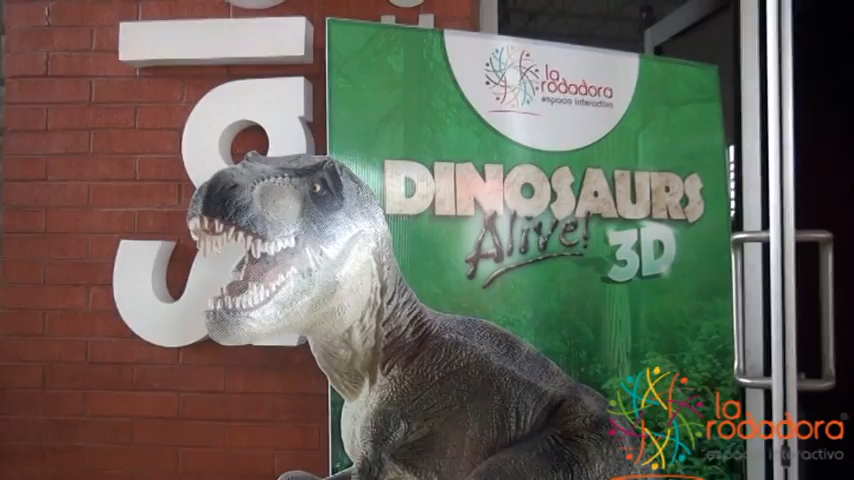 la
rodadora
espacio interactivo
DINOSAURS
Alive!
3D
la
rodadora®
espacio interactivo